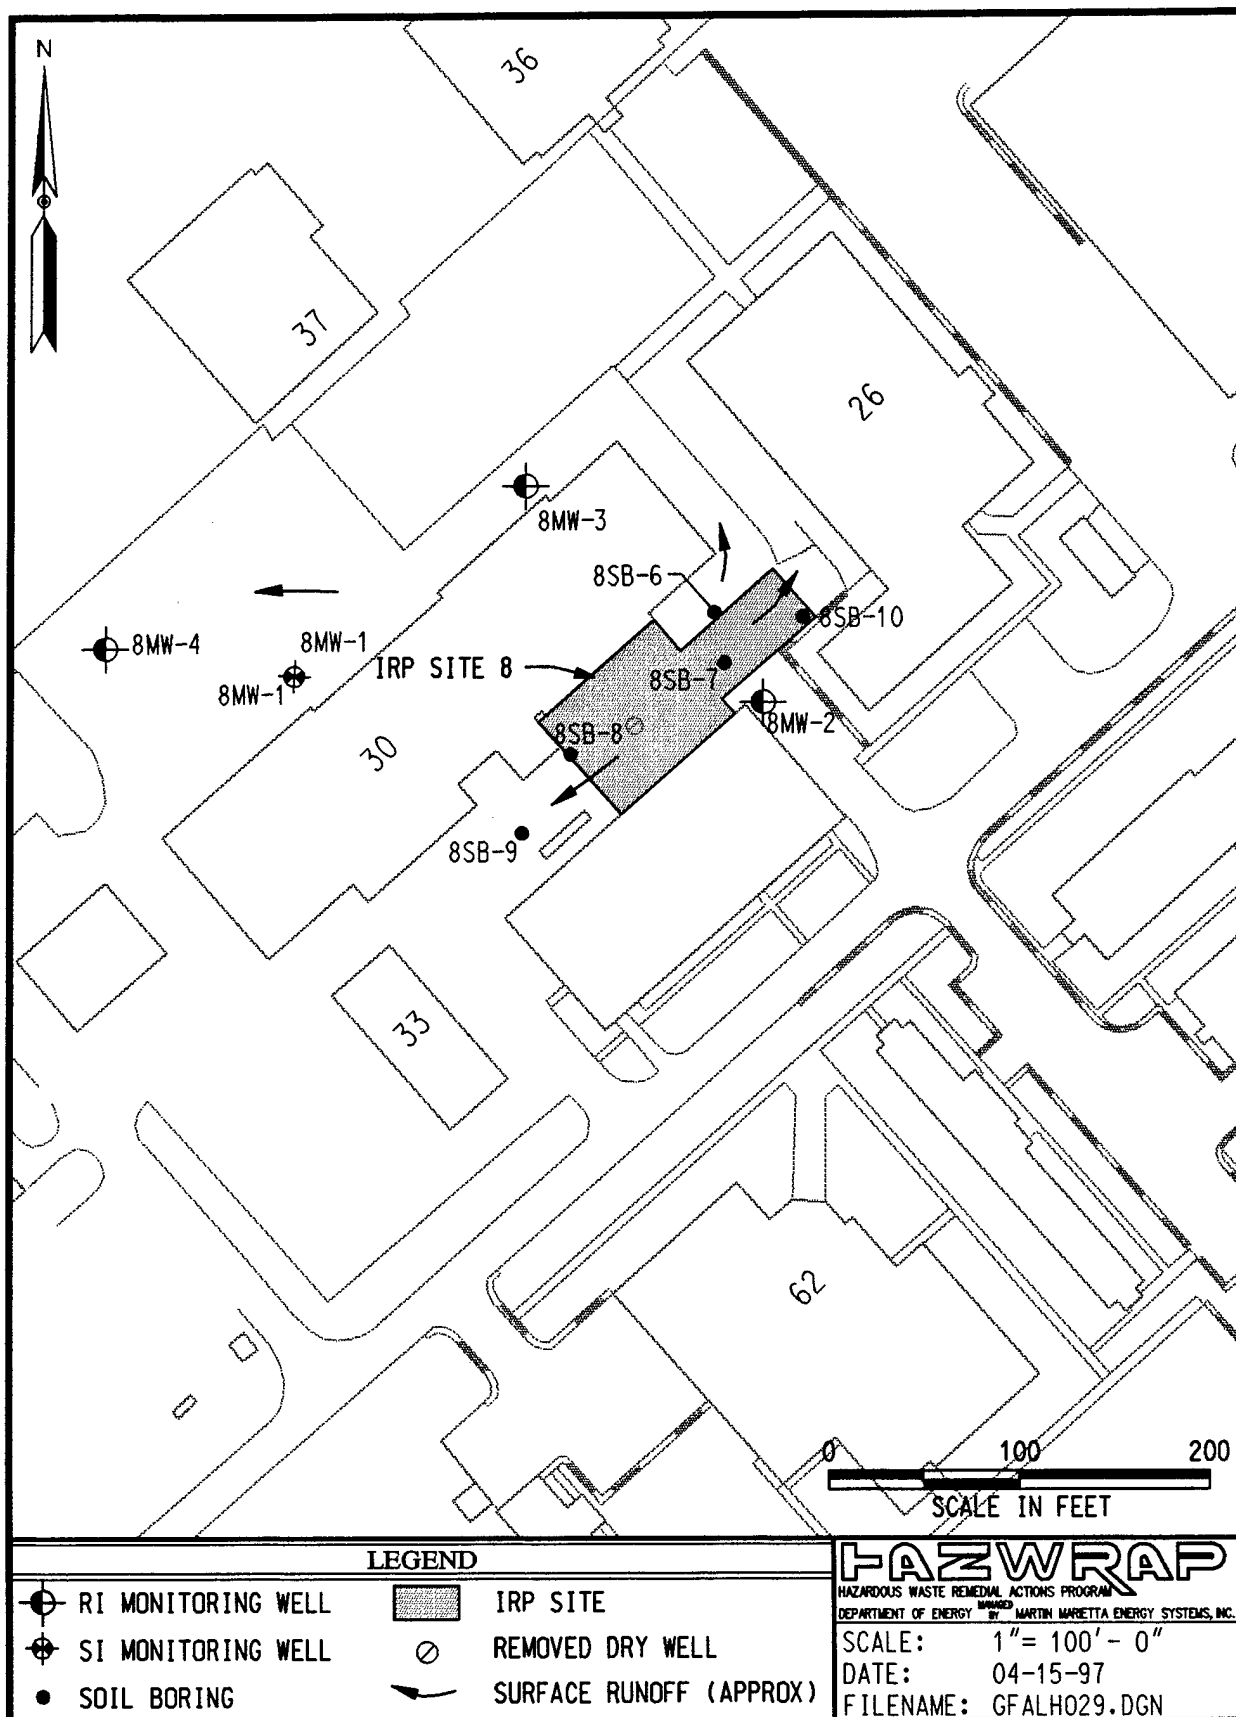 N
36
37
26
8MW-3
8SB-6
8SB-10
8MW-4
8MW-1
8MW-1
IRP SITE 8
8SB-7
8MW-2
8SB-8
30
8SB-9
33
62
0 100 200
SCALE IN FEET
LEGEND
RI MONITORING WELL
IRP SITE
SI MONITORING WELL
REMOVED DRY WELL
SOIL BORING
SURFACE RUNOFF (APPROX)
HAZWRAP
HAZARDOUS WASTE REMEDIAL ACTIONS PROGRAM
DEPARTMENT OF ENERGY MANAGED BY MARTIN MARIETTA ENERGY SYSTEMS, INC.
SCALE: 1"= 100'- 0"
DATE: 04-15-97
FILENAME: GFALH029.DGN